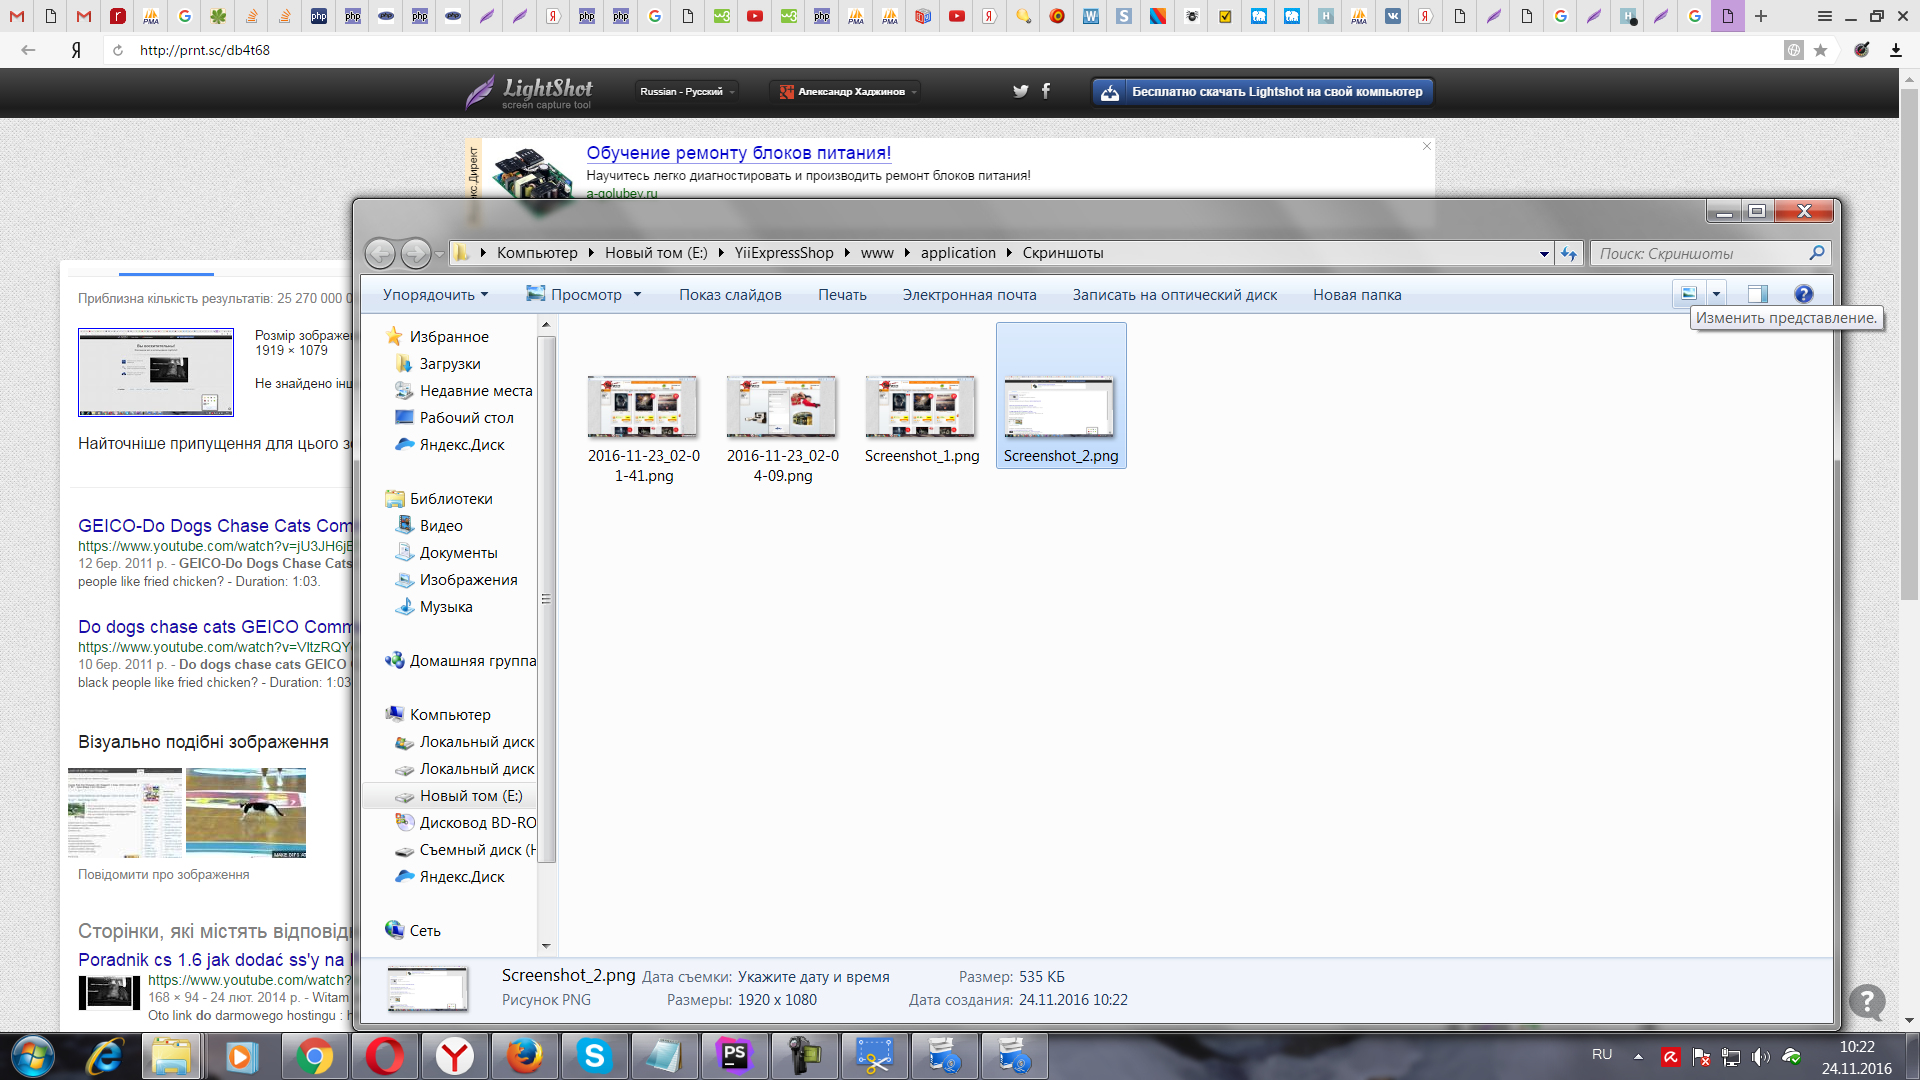 http://prnt.sc/db4t68
LightShot
screen capture tool
Russian - Русский
Александр Хаджинов
Бесплатно скачать Lightshot на свой компьютер
Обучение ремонту блоков питания!
Научитесь легко диагностировать и производить ремонт блоков питания!
a-golubev.ru
Компьютер
Новый том (E:)
YiiExpressShop
www
application
Скриншоты
Поиск: Скриншоты
Упорядочить
Просмотр
Показ слайдов
Печать
Электронная почта
Записать на оптический диск
Новая папка
Изменить представление.
Приблизна кількість результатів: 25 270 000 0
Розмір зображе
1919 × 1079
Не знайдено інш
Найточніше припущення для цього з
GEICO-Do Dogs Chase Cats Com
https://www.youtube.com/watch?v=jU3JH6jE
12 бер. 2011 р. - GEICO-Do Dogs Chase Cats
people like fried chicken? - Duration: 1:03.
Do dogs chase cats GEICO Comm
https://www.youtube.com/watch?v=VltzRQY
10 бер. 2011 р. - Do dogs chase cats GEICO
black people like fried chicken? - Duration: 1:03
Візуально подібні зображення
Повідомити про зображення
Сторінки, які містять відповід
Poradnik cs 1.6 jak dodać ss'y na
https://www.youtube.com/watch?
168 × 94 - 24 лют. 2014 р. - Witam
Oto link do darmowego hostingu : h
Избранное
Загрузки
Недавние места
Рабочий стол
Яндекс.Диск
Библиотеки
Видео
Документы
Изображения
Музыка
Домашняя группа
Компьютер
Локальный диск
Локальный диск
Новый том (E:)
Дисковод BD-RO
Съемный диск (H
Яндекс.Диск
Сеть
2016-11-23_02-0
1-41.png
2016-11-23_02-0
4-09.png
Screenshot_1.png
Screenshot_2.png
Screenshot_2.png Дата съемки: Укажите дату и время Размер: 535 КБ
Рисунок PNG Размеры: 1920 x 1080 Дата создания: 24.11.2016 10:22
RU
10:22
24.11.2016